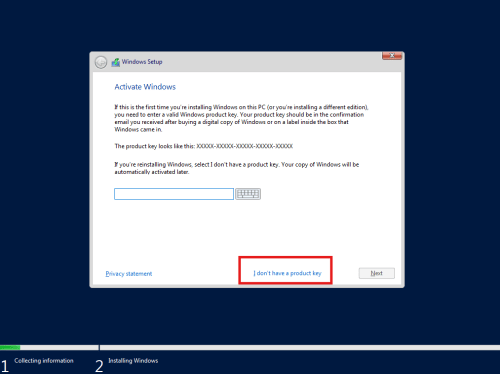 Windows Setup
Activate Windows
If this is the first time you're installing Windows on this PC (or you're installing a different edition),
you need to enter a valid Windows product key. Your product key should be in the confirmation
email you received after buying a digital copy of Windows or on a label inside the box that
Windows came in.
The product key looks like this: XXXXX-XXXXX-XXXXX-XXXXX-XXXXX
If you're reinstalling Windows, select I don't have a product key. Your copy of Windows will be
automatically activated later.
Privacy statement
I don't have a product key
Next
1 Collecting information
2 Installing Windows